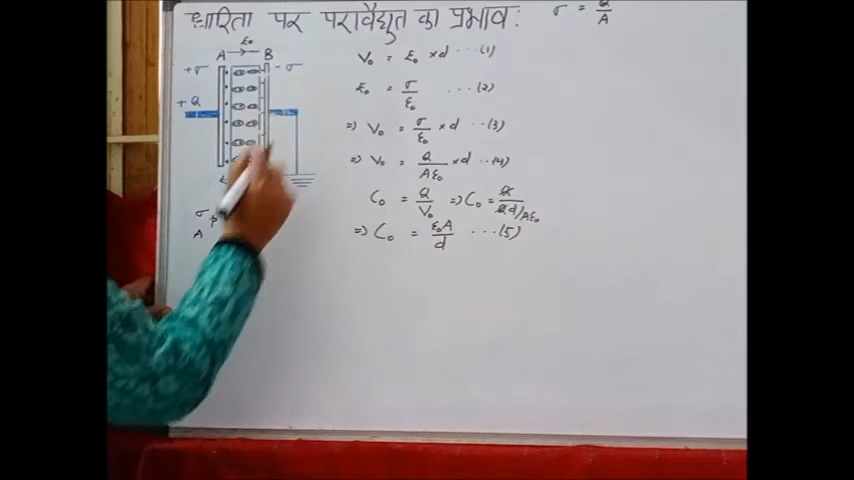 धारिता पर परावैद्युत का प्रभाव :
σ = Q/A
E₀
A B
+σ -σ
+Q
V₀ = E₀ × d ...(1)
E₀ = σ/ε₀ ...(2)
=> V₀ = σ/ε₀ × d ...(3)
=> V₀ = Q/Aε₀ × d ...(4)
C₀ = Q/V₀ => C₀ = Q/Qd/Aε₀
=> C₀ = ε₀A/d ...(5)
σ
A